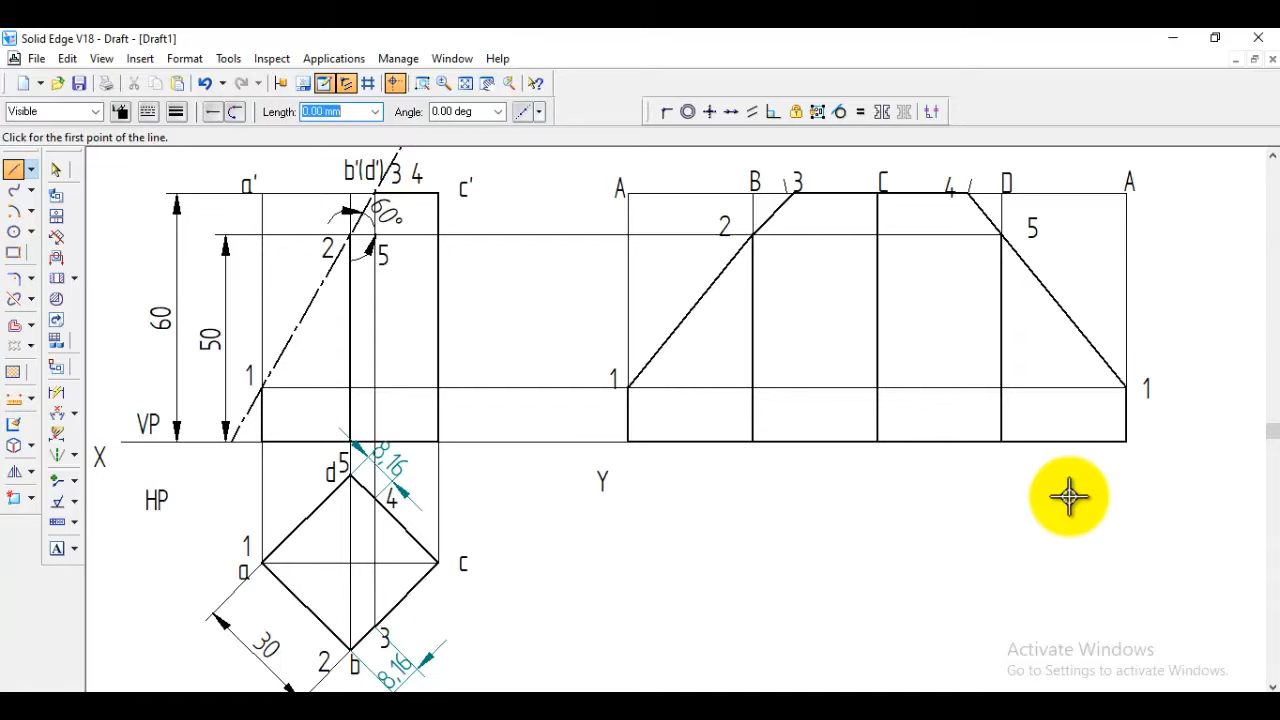 Solid Edge V18 - Draft - [Draft1]
File Edit View Insert Format Tools Inspect Applications Manage Window Help
Visible Length: 0.00 mm Angle: 0.00 deg
Click for the first point of the line.
a' b'(d') 3 4 c' A B 3 C 4 D A
60°
2 5 2 5
60 50
1 1 1
VP
X HP Y
8,16
d 5 4
1 a c
30 3
2 b 8,16
Activate Windows
Go to Settings to activate Windows.